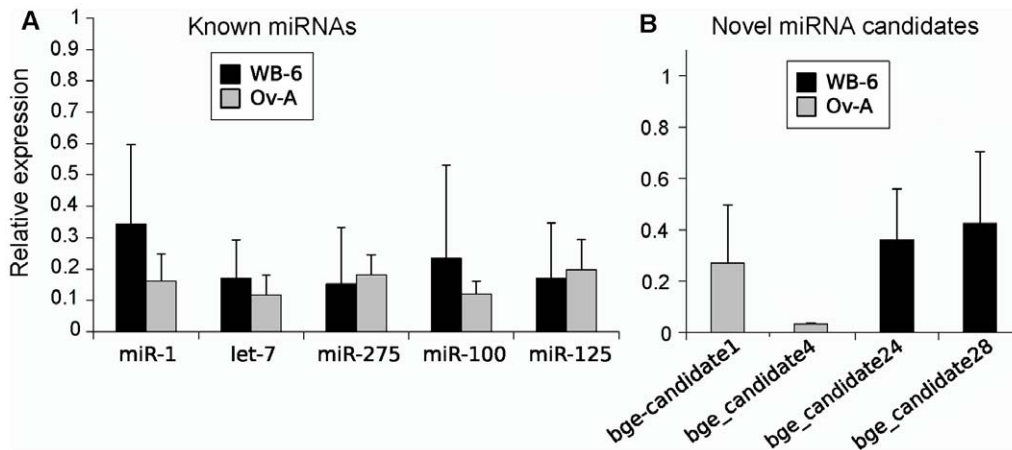 A
Known miRNAs
WB-6
Ov-A
Relative expression
1
0.9
0.8
0.7
0.6
0.5
0.4
0.3
0.2
0.1
0
miR-1 let-7 miR-275 miR-100 miR-125
B
Novel miRNA candidates
WB-6
Ov-A
1
0.8
0.6
0.4
0.2
0
bge-candidate1
bge_candidate4
bge_candidate24
bge_candidate28